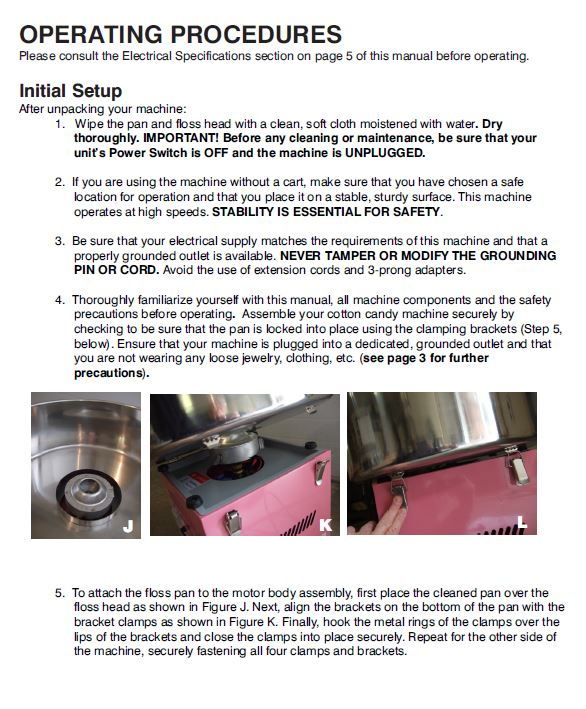 OPERATING PROCEDURES
Please consult the Electrical Specifications section on page 5 of this manual before operating.
Initial Setup
After unpacking your machine:
1. Wipe the pan and floss head with a clean, soft cloth moistened with water. Dry
thoroughly. IMPORTANT! Before any cleaning or maintenance, be sure that your
unit's Power Switch is OFF and the machine is UNPLUGGED.
2. If you are using the machine without a cart, make sure that you have chosen a safe
location for operation and that you place it on a stable, sturdy surface. This machine
operates at high speeds. STABILITY IS ESSENTIAL FOR SAFETY.
3. Be sure that your electrical supply matches the requirements of this machine and that a
properly grounded outlet is available. NEVER TAMPER OR MODIFY THE GROUNDING
PIN OR CORD. Avoid the use of extension cords and 3-prong adapters.
4. Thoroughly familiarize yourself with this manual, all machine components and the safety
precautions before operating. Assemble your cotton candy machine securely by
checking to be sure that the pan is locked into place using the clamping brackets (Step 5,
below). Ensure that your machine is plugged into a dedicated, grounded outlet and that
you are not wearing any loose jewelry, clothing, etc. (see page 3 for further
precautions).
J
K
L
5. To attach the floss pan to the motor body assembly, first place the cleaned pan over the
floss head as shown in Figure J. Next, align the brackets on the bottom of the pan with the
bracket clamps as shown in Figure K. Finally, hook the metal rings of the clamps over the
lips of the brackets and close the clamps into place securely. Repeat for the other side of
the machine, securely fastening all four clamps and brackets.